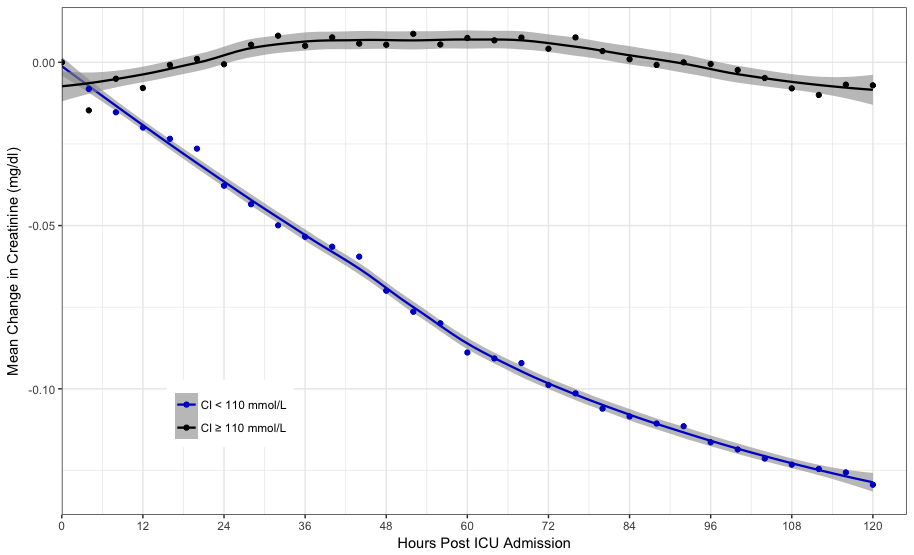 Mean Change in Creatinine (mg/dl)
0.00
-0.05
-0.10
Cl < 110 mmol/L
Cl ≥ 110 mmol/L
0 12 24 36 48 60 72 84 96 108 120
Hours Post ICU Admission